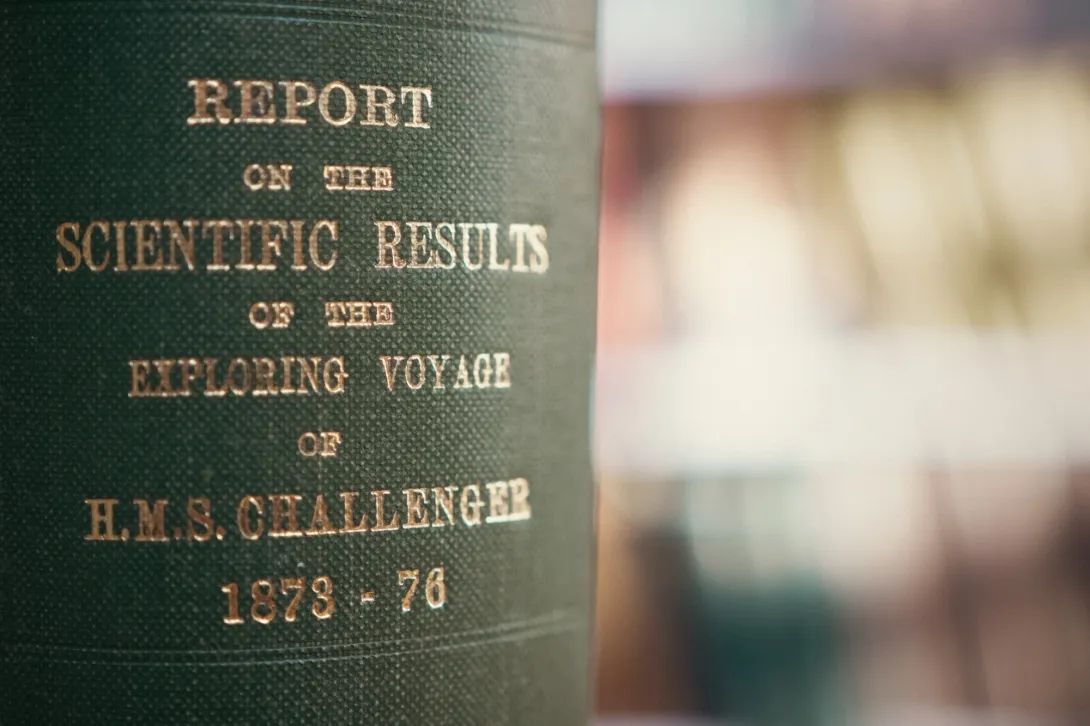 REPORT
ON THE
SCIENTIFIC RESULTS
OF THE
EXPLORING VOYAGE
OF
H.M.S. CHALLENGER
1873 - 76